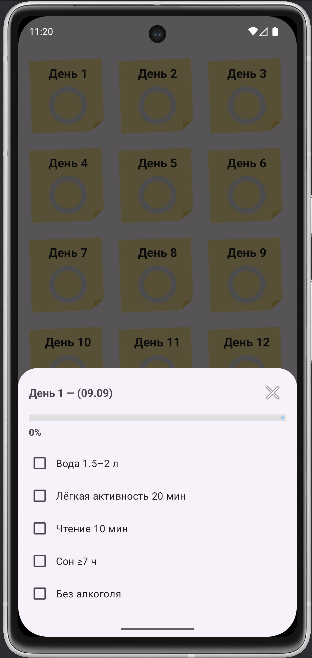 11:20
День 1
День 2
День 3
День 4
День 5
День 6
День 7
День 8
День 9
День 10
День 11
День 12
День 1 – (09.09)
0%
Вода 1.5–2 л
Лёгкая активность 20 мин
Чтение 10 мин
Сон ≥7 ч
Без алкоголя